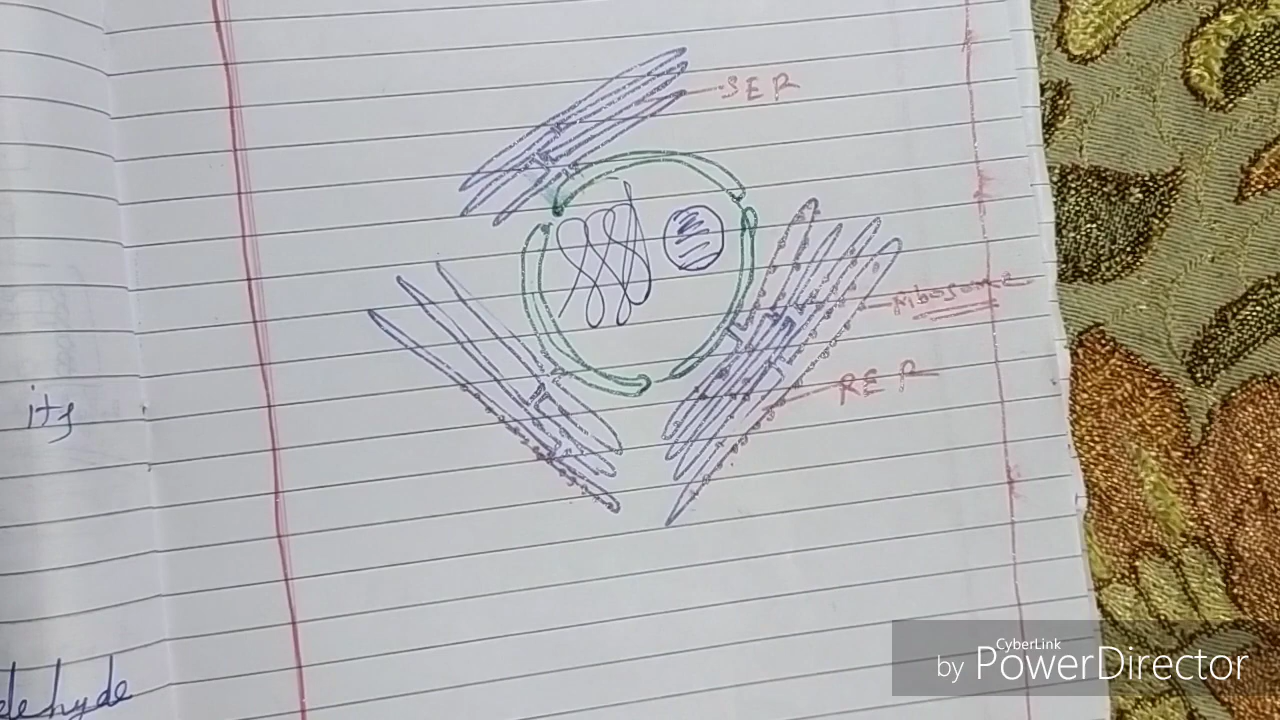 SER
Ribosome
RER
its
dehyde
CyberLink
by PowerDirector